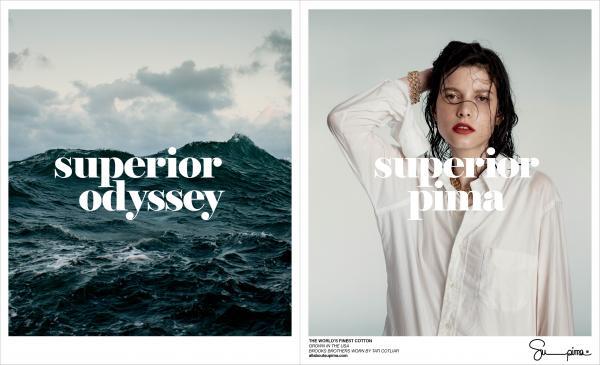 superior
odyssey
superior
pima
THE WORLD'S FINEST COTTON
GROWN IN THE USA
BROOKS BROTHERS WORN BY TATI COTLIAR
allaboutsupima.com
Supima